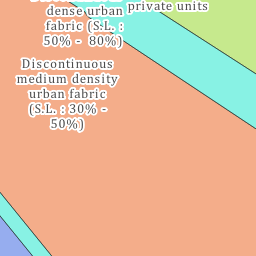 dense urban
fabric (S.L. :
50% - 80%)
private units
Discontinuous
medium density
urban fabric
(S.L. : 30% -
50%)